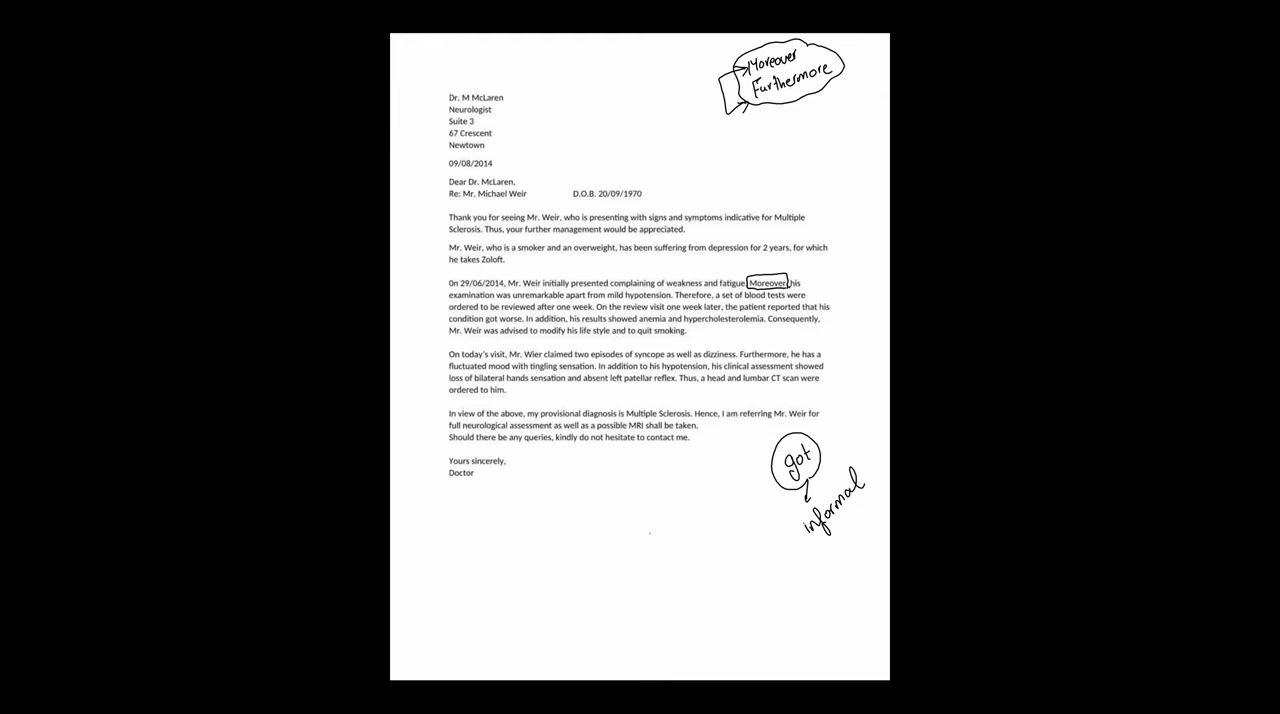 Moreover
Furthermore
Dr. M McLaren
Neurologist
Suite 3
67 Crescent
Newtown
09/08/2014
Dear Dr. McLaren,
Re: Mr. Michael Weir D.O.B. 20/09/1970
Thank you for seeing Mr. Weir, who is presenting with signs and symptoms indicative for Multiple
Sclerosis. Thus, your further management would be appreciated.
Mr. Weir, who is a smoker and an overweight, has been suffering from depression for 2 years, for which
he takes Zoloft.
On 29/06/2014, Mr. Weir initially presented complaining of weakness and fatigue. Moreover, his
examination was unremarkable apart from mild hypotension. Therefore, a set of blood tests were
ordered to be reviewed after one week. On the review visit one week later, the patient reported that his
condition got worse. In addition, his results showed anemia and hypercholesterolemia. Consequently,
Mr. Weir was advised to modify his life style and to quit smoking.
On today's visit, Mr. Wier claimed two episodes of syncope as well as dizziness. Furthermore, he has a
fluctuated mood with tingling sensation. In addition to his hypotension, his clinical assessment showed
loss of bilateral hands sensation and absent left patellar reflex. Thus, a head and lumbar CT scan were
ordered to him.
In view of the above, my provisional diagnosis is Multiple Sclerosis. Hence, I am referring Mr. Weir for
full neurological assessment as well as a possible MRI shall be taken.
Should there be any queries, kindly do not hesitate to contact me.
Yours sincerely,
Doctor
got
informal